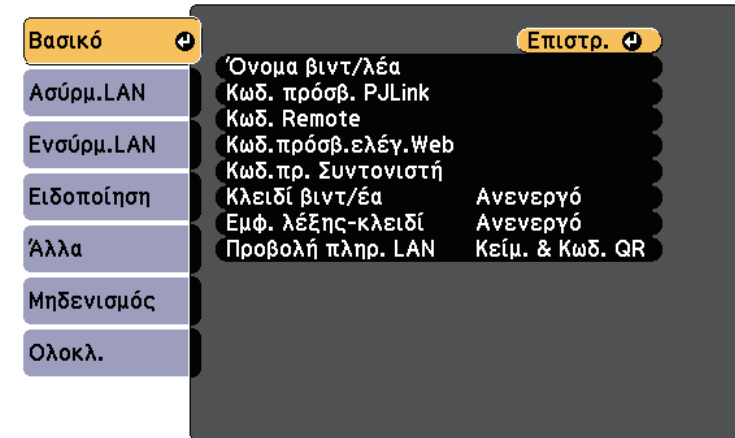 Βασικό
Ασύρμ.LAN
Ενσύρμ.LAN
Ειδοποίηση
Άλλα
Μηδενισμός
Ολοκλ.
Επιστρ.
Όνομα βιντ/λέα
Κωδ. πρόσβ. PJLink
Κωδ. Remote
Κωδ.πρόσβ.ελέγ.Web
Κωδ.πρ. Συντονιστή
Κλειδί βιντ/έα Ανενεργό
Εμφ. λέξης-κλειδί Ανενεργό
Προβολή πληρ. LAN Κείμ. & Κωδ. QR